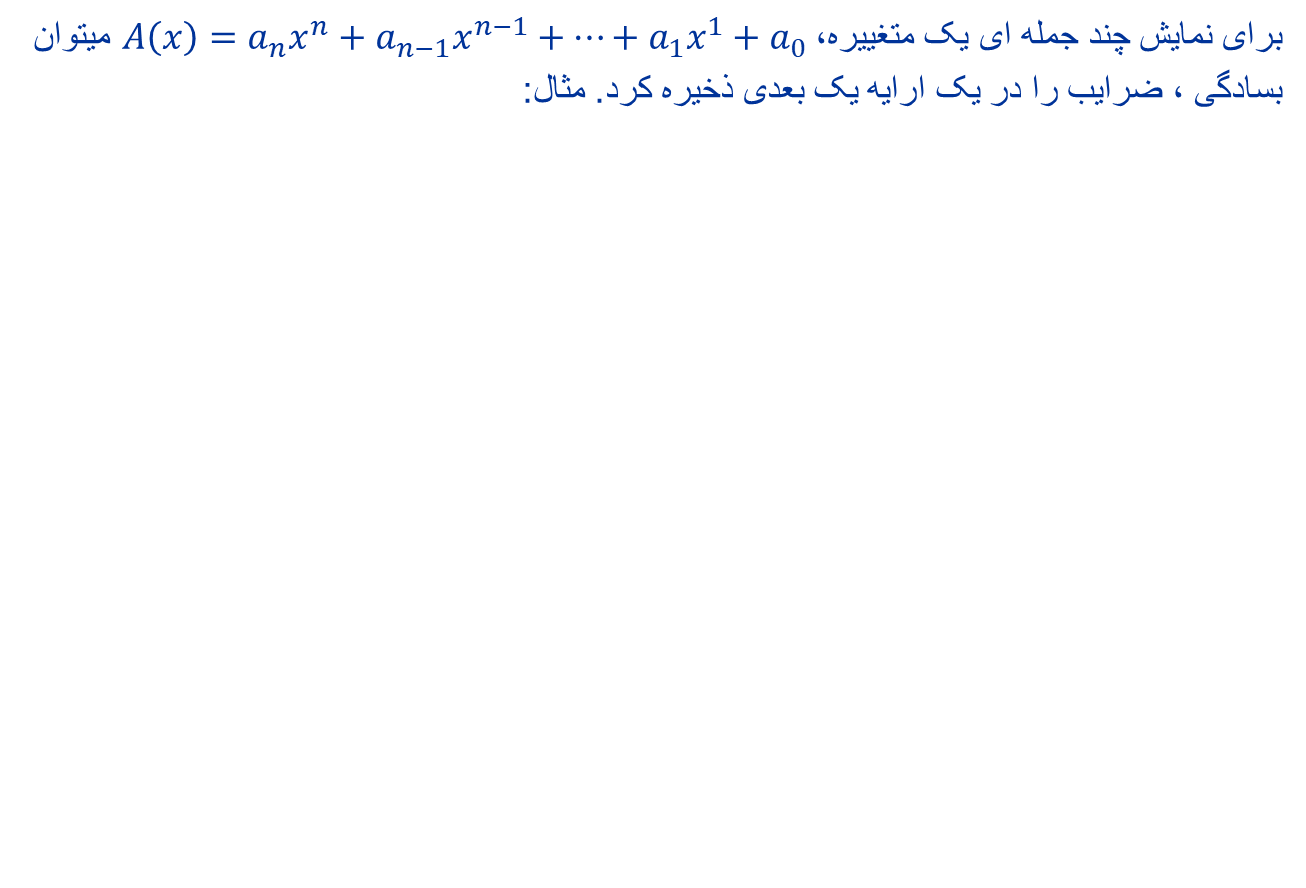 برای نمایش چند جمله ای یک متغییره، $A(x) = a_n x^n + a_{n-1} x^{n-1} + \cdots + a_1 x^1 + a_0$ میتوان
بسادگی ، ضرایب را در یک ارایه یک بعدی ذخیره کرد. مثال: